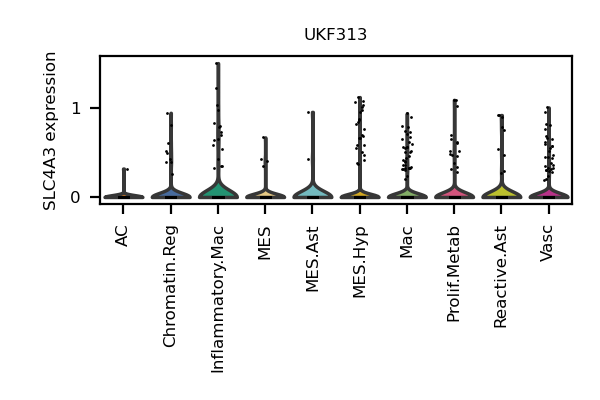 UKF313
SLC4A3 expression
1
0
AC
Chromatin.Reg
Inflammatory.Mac
MES
MES.Ast
MES.Hyp
Mac
Prolif.Metab
Reactive.Ast
Vasc